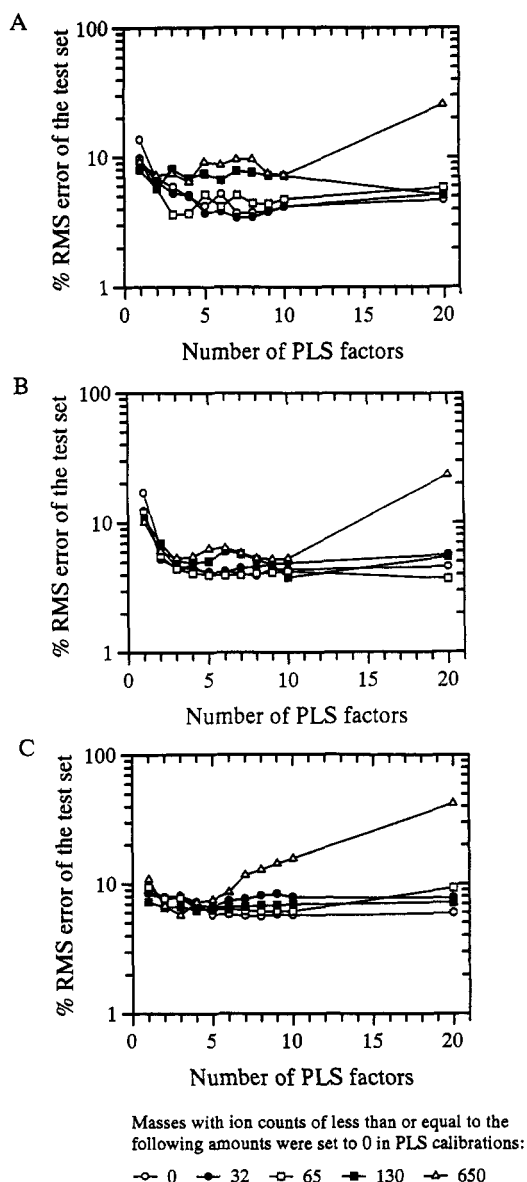 A
100
10
1
% RMS error of the test set
0 5 10 15 20
Number of PLS factors
B
100
10
1
% RMS error of the test set
0 5 10 15 20
Number of PLS factors
C
100
10
1
% RMS error of the test set
0 5 10 15 20
Number of PLS factors
Masses with ion counts of less than or equal to the
following amounts were set to 0 in PLS calibrations:
0 32 65 130 650